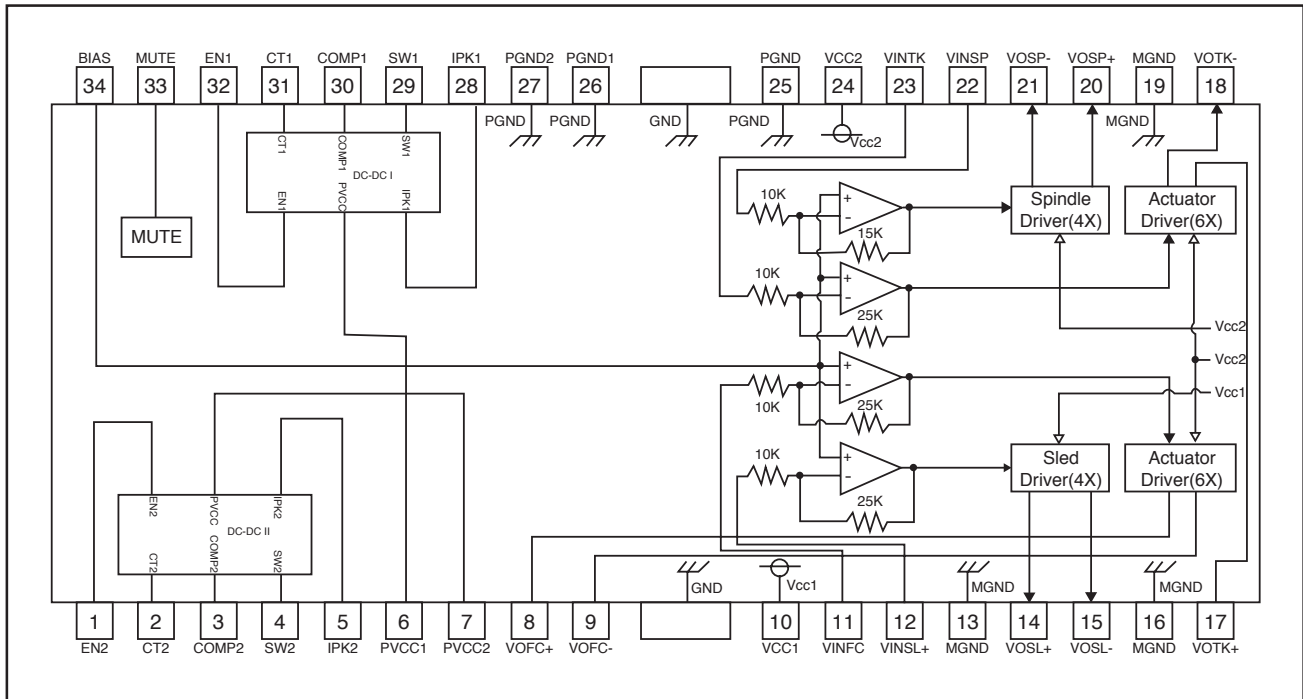 BIAS MUTE EN1 CT1 COMP1 SW1 IPK1 PGND2 PGND1 PGND VCC2 VINTK VINSP VOSP- VOSP+ MGND VOTK-
34 33 32 31 30 29 28 27 26 25 24 23 22 21 20 19 18
PGND PGND GND PGND Vcc2 MGND
CT1 COMP1 SW1
DC-DC I
EN1 PVCC IPK1
MUTE
10K
+
-
15K
Spindle
Driver(4X)
Actuator
Driver(6X)
10K
+
-
25K
Vcc2
Vcc2
10K
+
-
25K
Vcc1
10K
+
-
25K
Sled
Driver(4X)
Actuator
Driver(6X)
EN2 PVCC IPK2
DC-DC II
CT2 COMP2 SW2
GND Vcc1 MGND MGND
1 2 3 4 5 6 7 8 9 10 11 12 13 14 15 16 17
EN2 CT2 COMP2 SW2 IPK2 PVCC1 PVCC2 VOFC+ VOFC- VCC1 VINFC VINSL+ MGND VOSL+ VOSL- MGND VOTK+